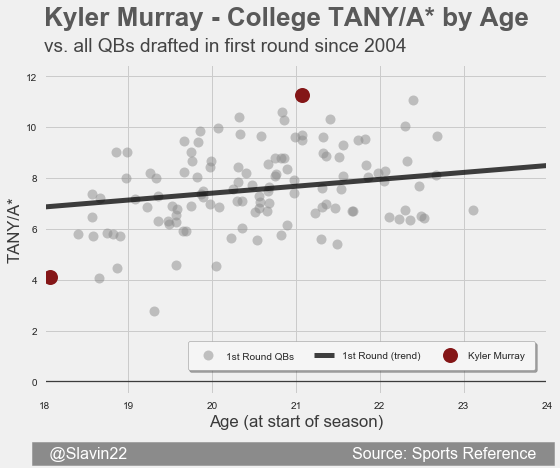 Kyler Murray - College TANY/A* by Age
vs. all QBs drafted in first round since 2004
12
10
8
6
4
2
0
TANY/A*
1st Round QBs
1st Round (trend)
Kyler Murray
18 19 20 21 22 23 24
Age (at start of season)
@Slavin22
Source: Sports Reference